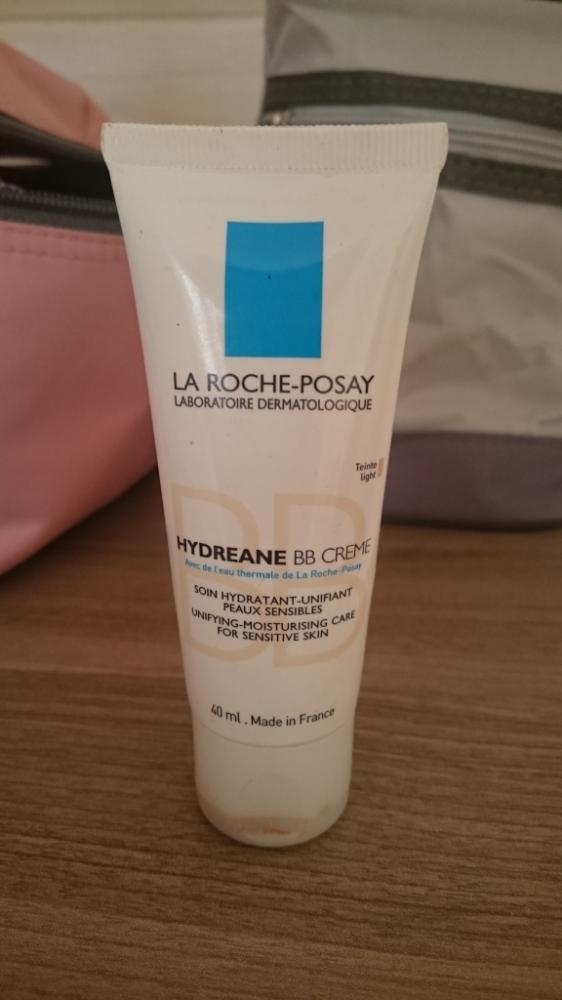 LA ROCHE-POSAY
LABORATOIRE DERMATOLOGIQUE
Teinte
light
BB
HYDREANE BB CREME
Avec de l'eau thermale de La Roche-Posay
SOIN HYDRATANT-UNIFIANT
PEAUX SENSIBLES
UNIFYING-MOISTURISING CARE
FOR SENSITIVE SKIN
40 ml . Made in France